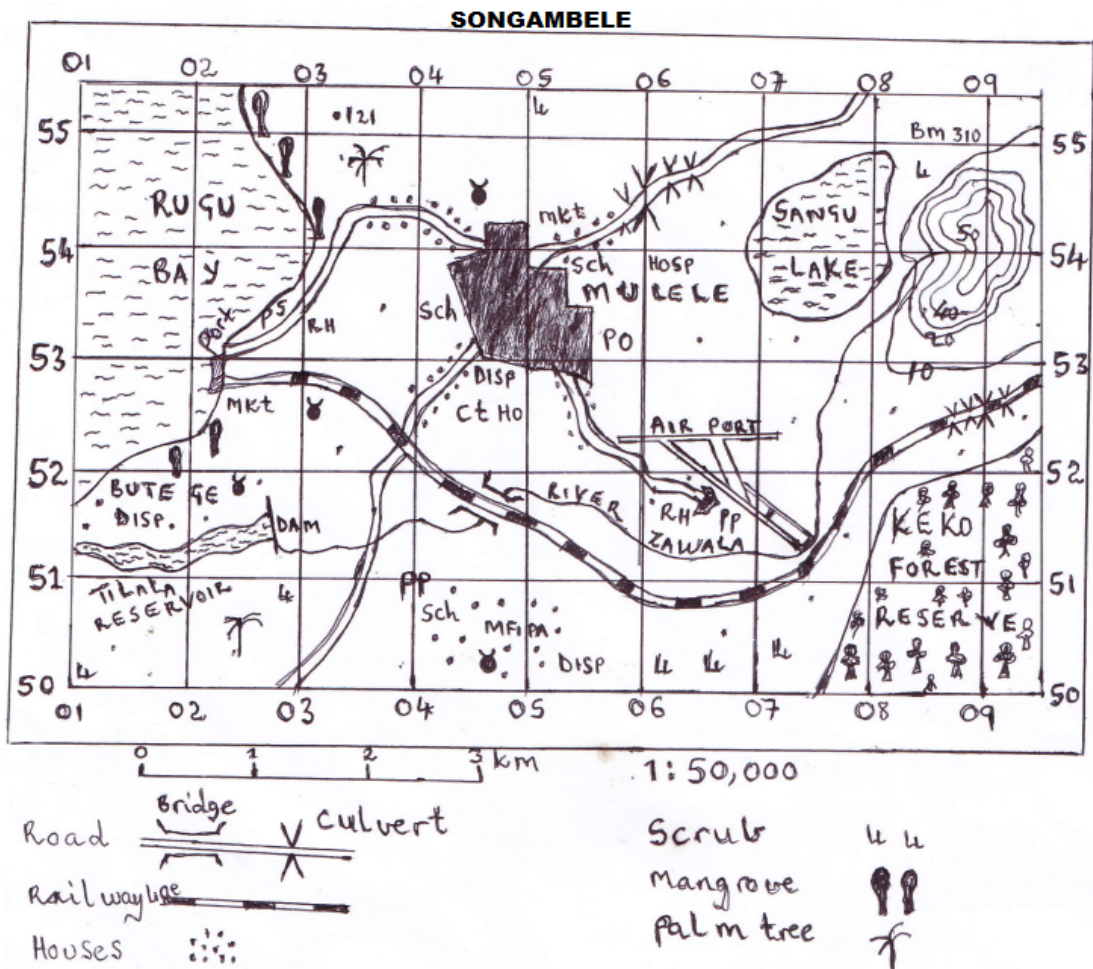 SONGAMBELE
01 02 03 04 05 06 07 08 09
55 .121 Bm 310 55
RUGU SANGU
mkt
54 50 54
BAY Sch HOSP LAKE
MULELE
Port PS RH Sch PO 40
20
53 53
DISP 10
mkt Ct HO
AIR PORT
52 52
BUTEGE RIVER
DISP. DAM RH PP KEKO
ZAWALA
51 FOREST 51
TILALA PP
RESERVOIR Sch RESERVE
MFIPA
DISP
50 50
01 02 03 04 05 06 07 08 09
0 1 2 3 km 1:50,000
Bridge Culvert
Road Scrub
Railway line Mangrove
Houses palm tree